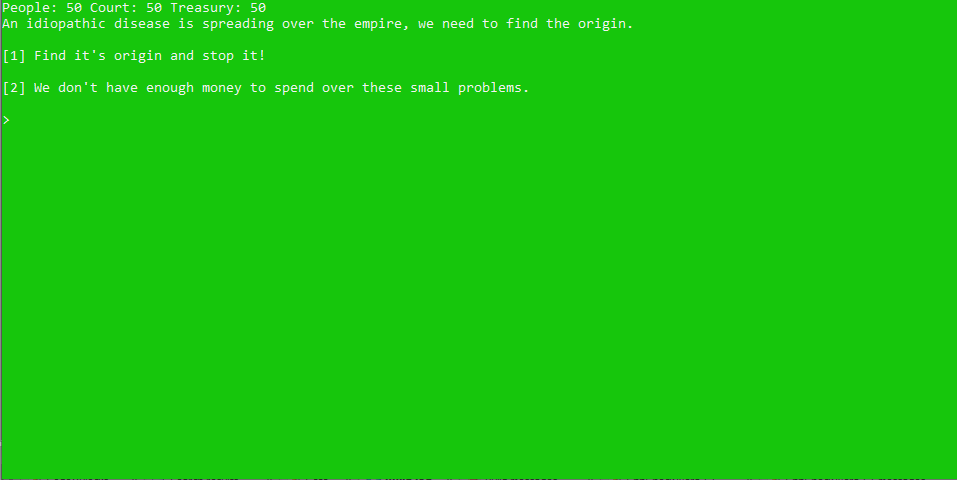 People: 50 Court: 50 Treasury: 50
An idiopathic disease is spreading over the empire, we need to find the origin.
[1] Find it's origin and stop it!
[2] We don't have enough money to spend over these small problems.
>